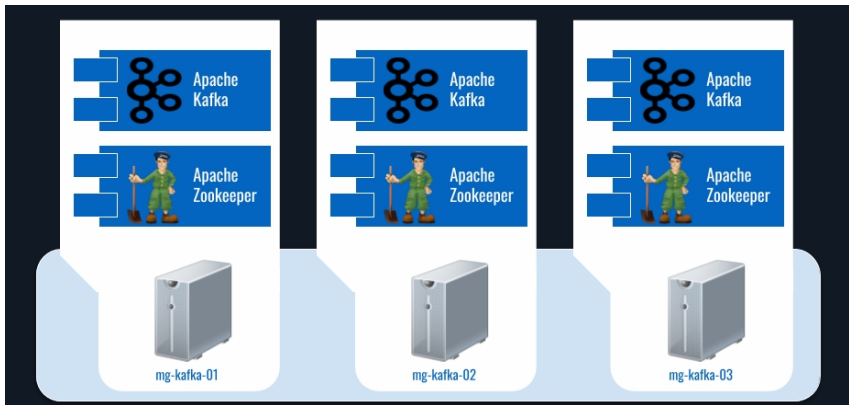 Apache
Kafka
Apache
Zookeeper
mg-kafka-01
Apache
Kafka
Apache
Zookeeper
mg-kafka-02
Apache
Kafka
Apache
Zookeeper
mg-kafka-03